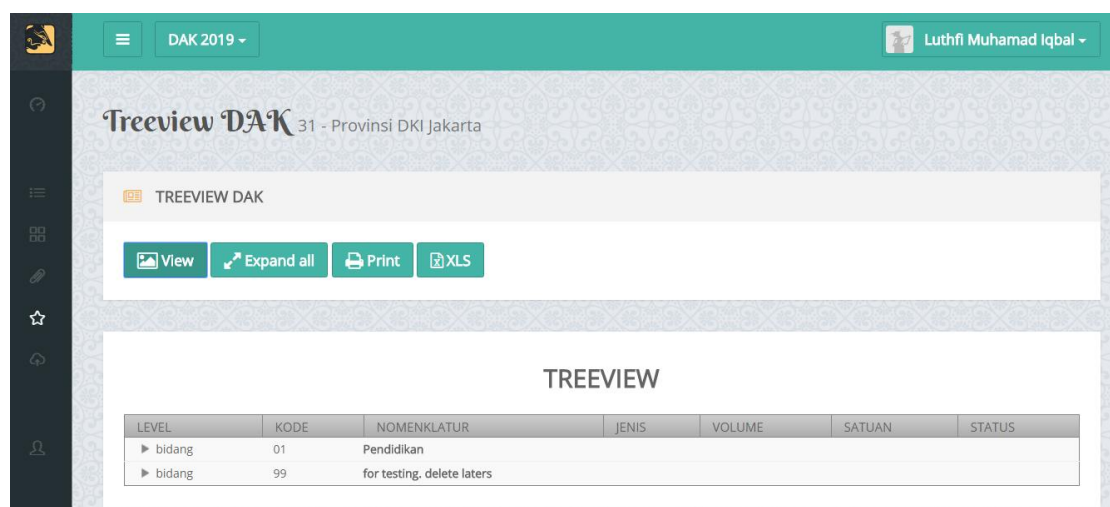 DAK 2019
Luthfi Muhamad Iqbal
Treeview DAK 31 - Provinsi DKI Jakarta
TREEVIEW DAK
View Expand all Print XLS
TREEVIEW
LEVEL KODE NOMENKLATUR JENIS VOLUME SATUAN STATUS
bidang 01 Pendidikan
bidang 99 for testing. delete laters